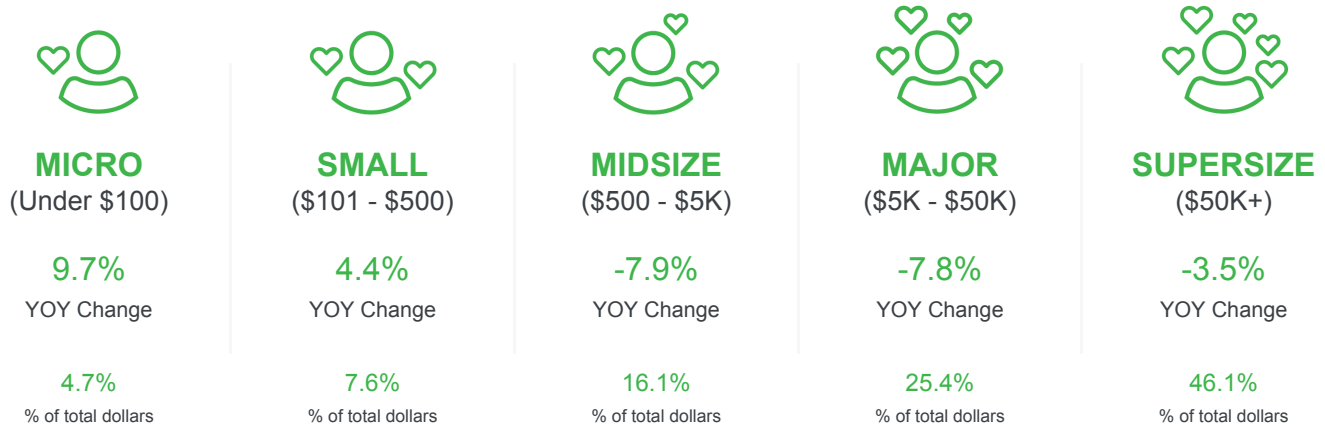 MICRO
(Under $100)
9.7%
YOY Change
4.7%
% of total dollars
SMALL
($101 - $500)
4.4%
YOY Change
7.6%
% of total dollars
MIDSIZE
($500 - $5K)
-7.9%
YOY Change
16.1%
% of total dollars
MAJOR
($5K - $50K)
-7.8%
YOY Change
25.4%
% of total dollars
SUPERSIZE
($50K+)
-3.5%
YOY Change
46.1%
% of total dollars